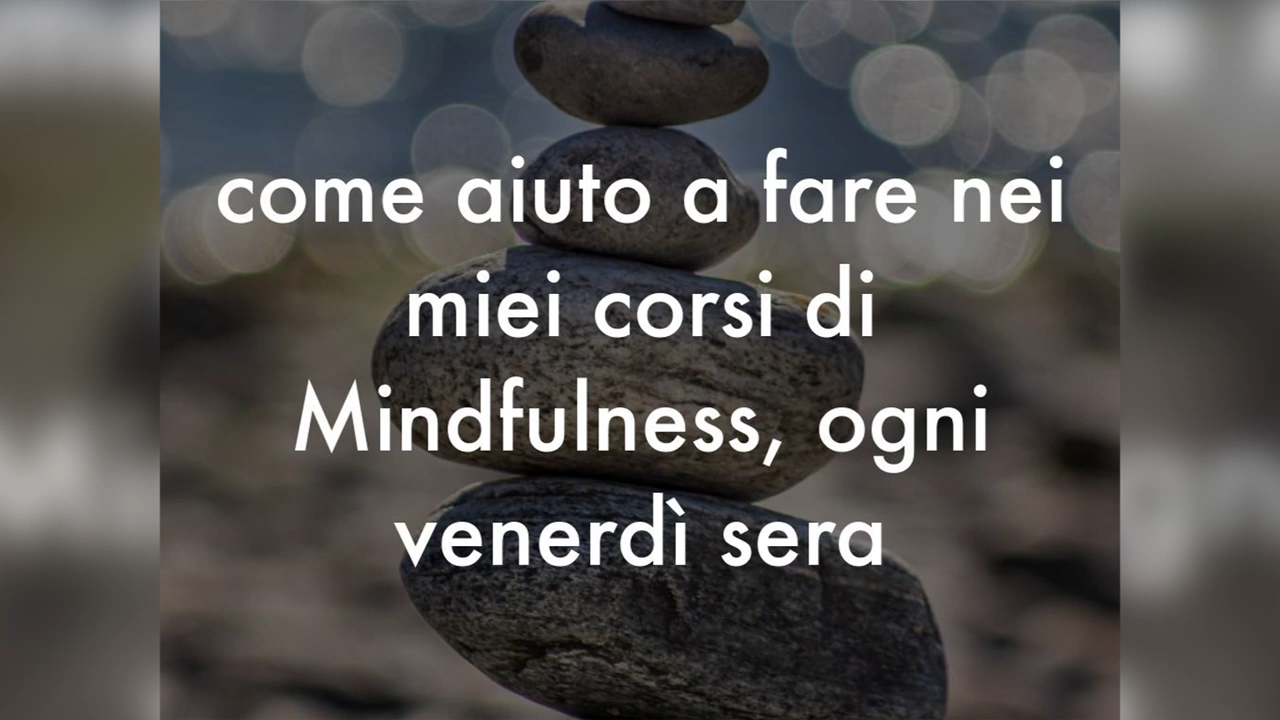 come aiuto a fare nei
miei corsi di
Mindfulness, ogni
venerdì sera